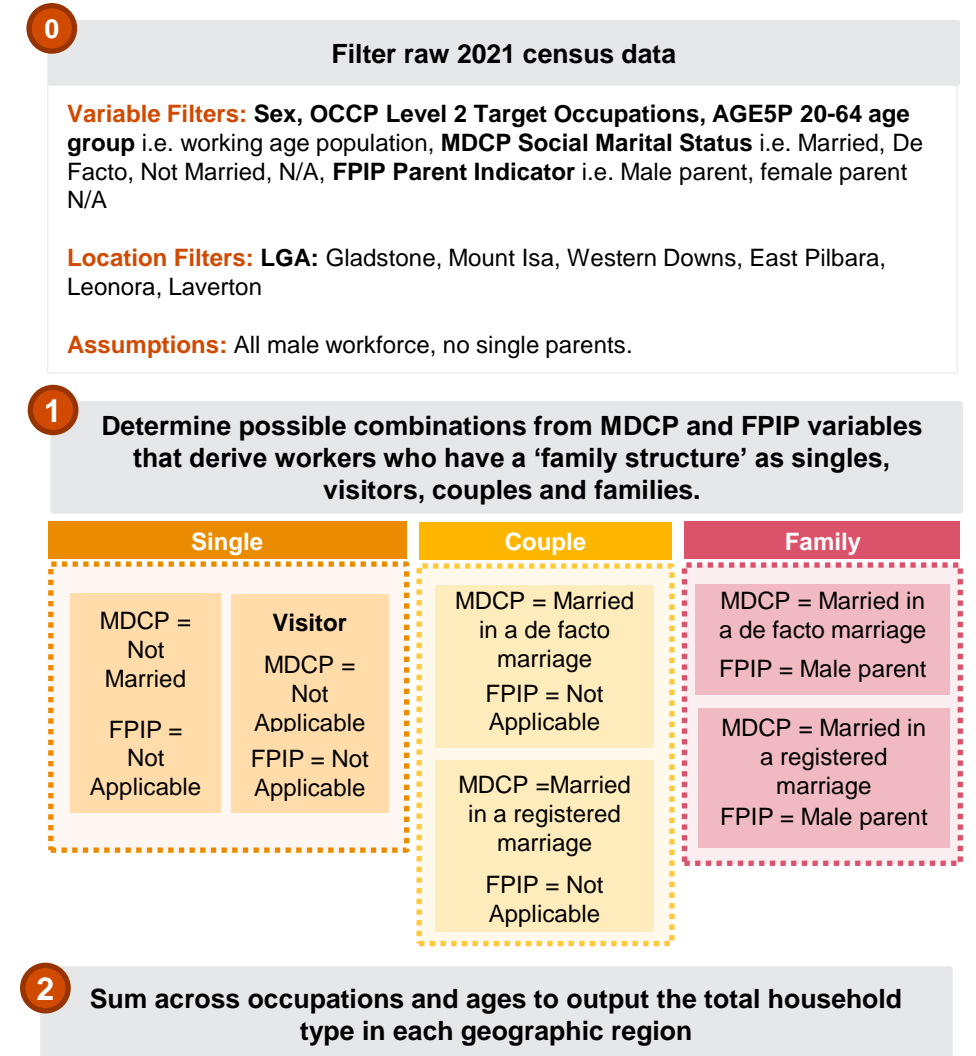 0
Filter raw 2021 census data
Variable Filters: Sex, OCCP Level 2 Target Occupations, AGE5P 20-64 age
group i.e. working age population, MDCP Social Marital Status i.e. Married, De
Facto, Not Married, N/A, FPIP Parent Indicator i.e. Male parent, female parent
N/A
Location Filters: LGA: Gladstone, Mount Isa, Western Downs, East Pilbara,
Leonora, Laverton
Assumptions: All male workforce, no single parents.
1
Determine possible combinations from MDCP and FPIP variables
that derive workers who have a ‘family structure’ as singles,
visitors, couples and families.
Single
MDCP =
Not
Married
FPIP =
Not
Applicable
Visitor
MDCP =
Not
Applicable
FPIP = Not
Applicable
Couple
MDCP = Married
in a de facto
marriage
FPIP = Not
Applicable
MDCP =Married
in a registered
marriage
FPIP = Not
Applicable
Family
MDCP = Married in
a de facto marriage
FPIP = Male parent
MDCP = Married in
a registered
marriage
FPIP = Male parent
2
Sum across occupations and ages to output the total household
type in each geographic region